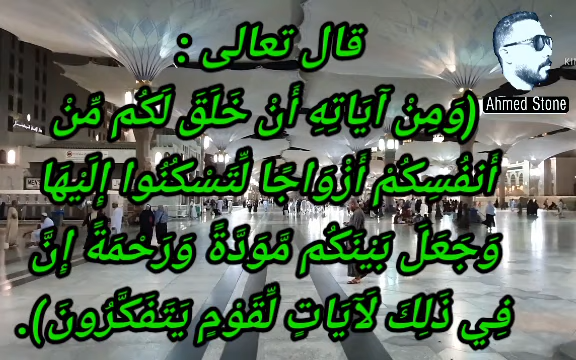 قال تعالى :
(وَمِنْ آيَاتِهِ أَنْ خَلَقَ لَكُم مِّنْ
أَنفُسِكُمْ أَزْوَاجًا لِّتَسْكُنُوا إِلَيْهَا
وَجَعَلَ بَيْنَكُم مَّوَدَّةً وَرَحْمَةً إِنَّ
فِي ذَلِكَ لَآيَاتٍ لِّقَوْمٍ يَتَفَكَّرُونَ).
Ahmed Stone